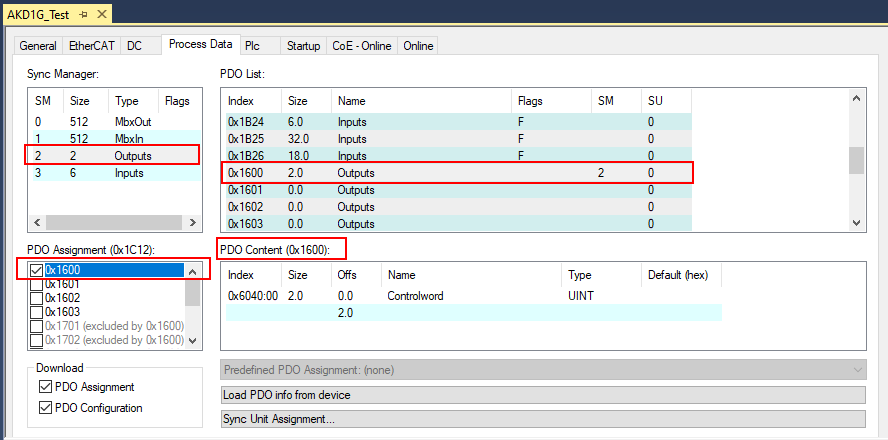 AKD1G_Test
General EtherCAT DC Process Data Plc Startup CoE - Online Online
Sync Manager:
SM Size Type Flags
0 512 MbxOut
1 512 MbxIn
2 2 Outputs
3 6 Inputs
PDO List:
Index Size Name Flags SM SU
0x1B24 6.0 Inputs F 0
0x1B25 32.0 Inputs F 0
0x1B26 18.0 Inputs F 0
0x1600 2.0 Outputs 2 0
0x1601 0.0 Outputs 0
0x1602 0.0 Outputs 0
0x1603 0.0 Outputs 0
PDO Assignment (0x1C12):
0x1600
0x1601
0x1602
0x1603
0x1701 (excluded by 0x1600)
0x1702 (excluded by 0x1600)
PDO Content (0x1600):
Index Size Offs Name Type Default (hex)
0x6040:00 2.0 0.0 Controlword UINT
2.0
Download
PDO Assignment
PDO Configuration
Predefined PDO Assignment: (none)
Load PDO info from device
Sync Unit Assignment...